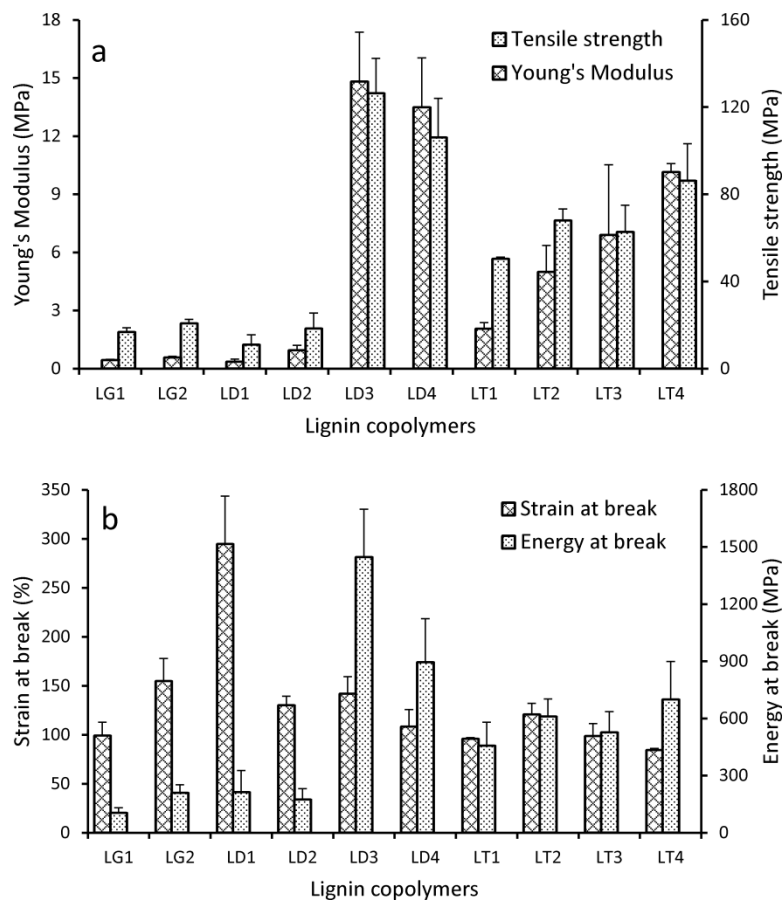 a
Tensile strength
Young's Modulus
Young's Modulus (MPa)
18
15
12
9
6
3
0
Tensile strength (MPa)
160
120
80
40
0
LG1 LG2 LD1 LD2 LD3 LD4 LT1 LT2 LT3 LT4
Lignin copolymers
b
Strain at break
Energy at break
Strain at break (%)
350
300
250
200
150
100
50
0
Energy at break (MPa)
1800
1500
1200
900
600
300
0
LG1 LG2 LD1 LD2 LD3 LD4 LT1 LT2 LT3 LT4
Lignin copolymers